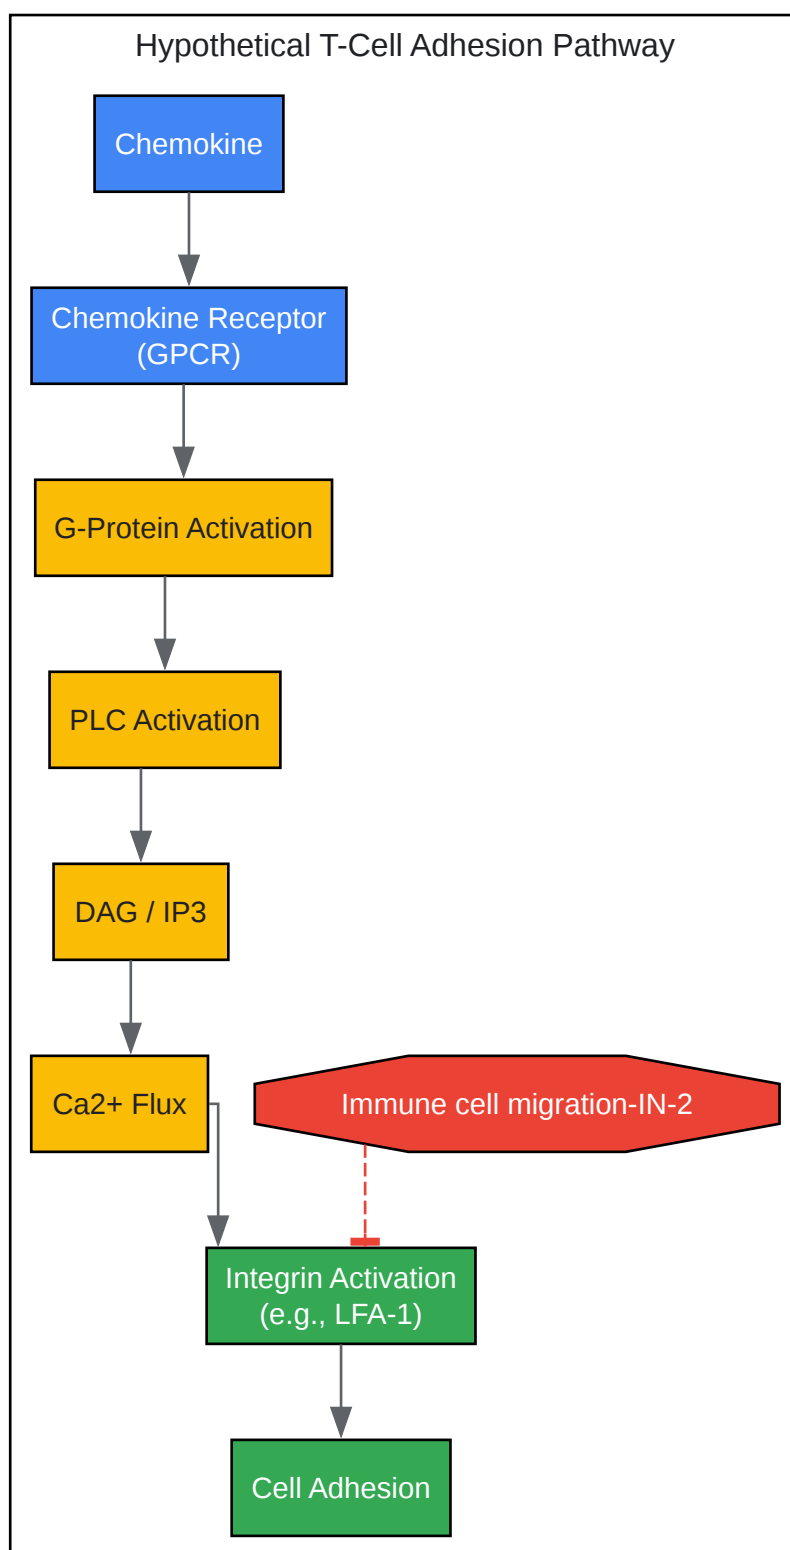 Hypothetical T-Cell Adhesion Pathway
Chemokine
Chemokine Receptor
(GPCR)
G-Protein Activation
PLC Activation
DAG / IP3
Ca2+ Flux
Immune cell migration-IN-2
Integrin Activation
(e.g., LFA-1)
Cell Adhesion